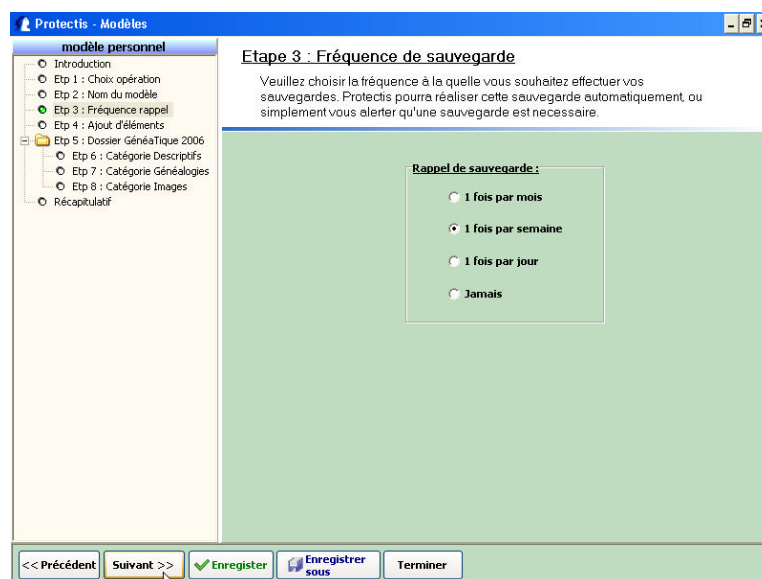 Protectis - Modèles
modèle personnel
Introduction
Etp 1 : Choix opération
Etp 2 : Nom du modèle
Etp 3 : Fréquence rappel
Etp 4 : Ajout d'éléments
Etp 5 : Dossier GénéaTique 2006
Etp 6 : Catégorie Descriptifs
Etp 7 : Catégorie Généalogies
Etp 8 : Catégorie Images
Récapitulatif
Etape 3 : Fréquence de sauvegarde
Veuillez choisir la fréquence à la quelle vous souhaitez effectuer vos
sauvegardes. Protectis pourra réaliser cette sauvegarde automatiquement, ou
simplement vous alerter qu'une sauvegarde est necessaire.
Rappel de sauvegarde :
1 fois par mois
1 fois par semaine
1 fois par jour
Jamais
<< Précédent
Suivant >>
Enregister
Enregistrer
sous
Terminer